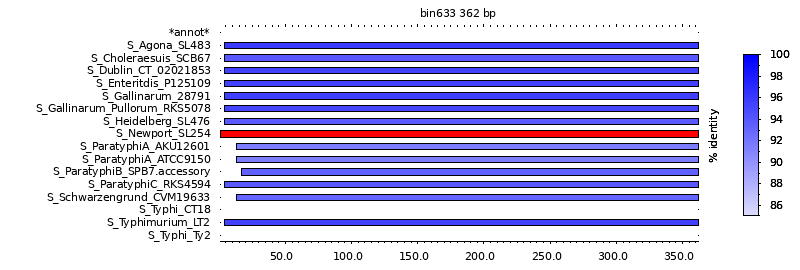 bin633 362 bp
*annot*
S_Agona_SL483
S_Choleraesuis_SCB67
S_Dublin_CT_02021853
S_Enteritdis_P125109
S_Gallinarum_28791
S_Gallinarum_Pullorum_RKS5078
S_Heidelberg_SL476
S_Newport_SL254
S_ParatyphiA_AKU12601
S_ParatyphiA_ATCC9150
S_ParatyphiB_SPB7.accessory
S_ParatyphiC_RKS4594
S_Schwarzengrund_CVM19633
S_Typhi_CT18
S_Typhimurium_LT2
S_Typhi_Ty2
50.0 100.0 150.0 200.0 250.0 300.0 350.0
% identity
100
98
96
94
92
90
88
86